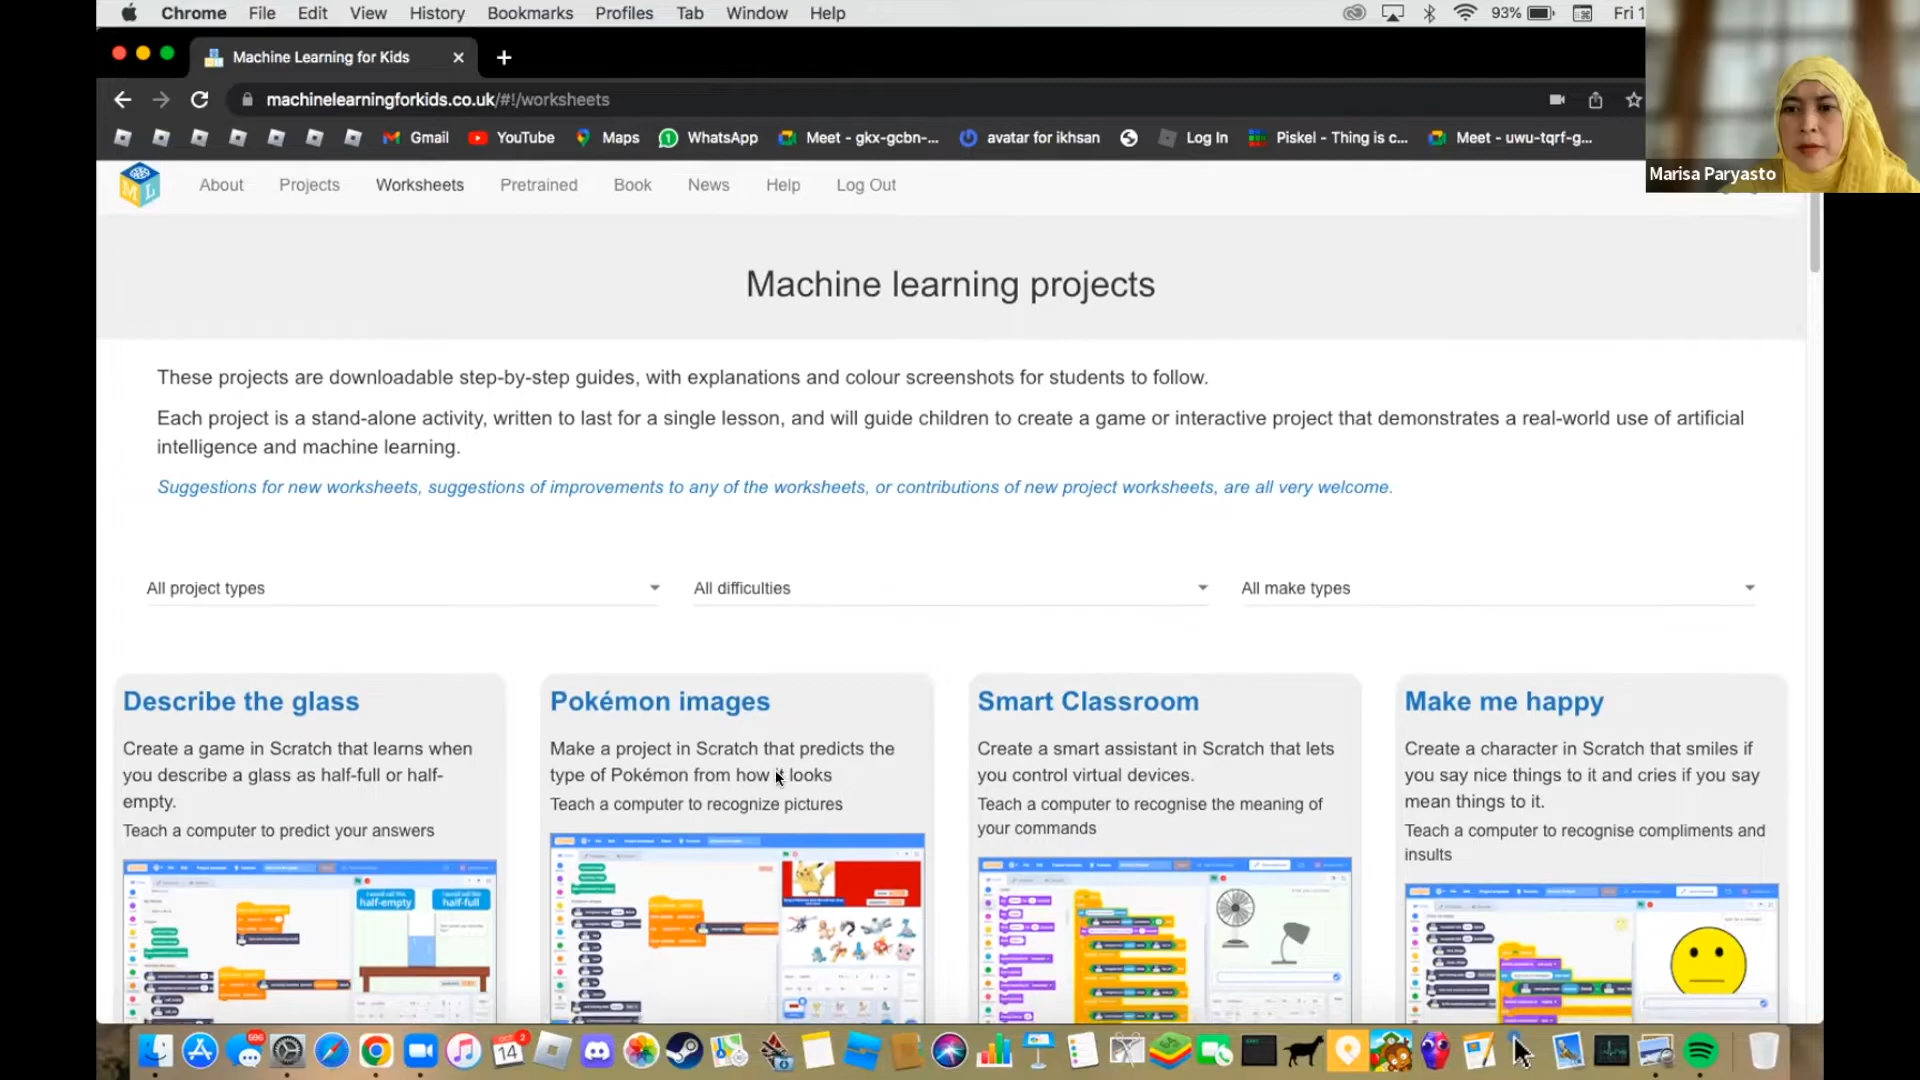 Chrome File Edit View History Bookmarks Profiles Tab Window Help 93% Fri 1
Machine Learning for Kids
machinelearningforkids.co.uk/#!/worksheets
Gmail YouTube Maps WhatsApp Meet - gkx-gcbn-... avatar for ikhsan Log In Piskel - Thing is c... Meet - uwu-tqrf-g...
Marisa Paryasto
ML About Projects Worksheets Pretrained Book News Help Log Out
Machine learning projects
These projects are downloadable step-by-step guides, with explanations and colour screenshots for students to follow.
Each project is a stand-alone activity, written to last for a single lesson, and will guide children to create a game or interactive project that demonstrates a real-world use of artificial
intelligence and machine learning.
Suggestions for new worksheets, suggestions of improvements to any of the worksheets, or contributions of new project worksheets, are all very welcome.
All project types All difficulties All make types
Describe the glass
Create a game in Scratch that learns when
you describe a glass as half-full or half-
empty.
Teach a computer to predict your answers
half-empty half-full
Pokémon images
Make a project in Scratch that predicts the
type of Pokémon from how it looks
Teach a computer to recognize pictures
Smart Classroom
Create a smart assistant in Scratch that lets
you control virtual devices.
Teach a computer to recognise the meaning of
your commands
Make me happy
Create a character in Scratch that smiles if
you say nice things to it and cries if you say
mean things to it.
Teach a computer to recognise compliments and
insults
596 OCT 14 2 64